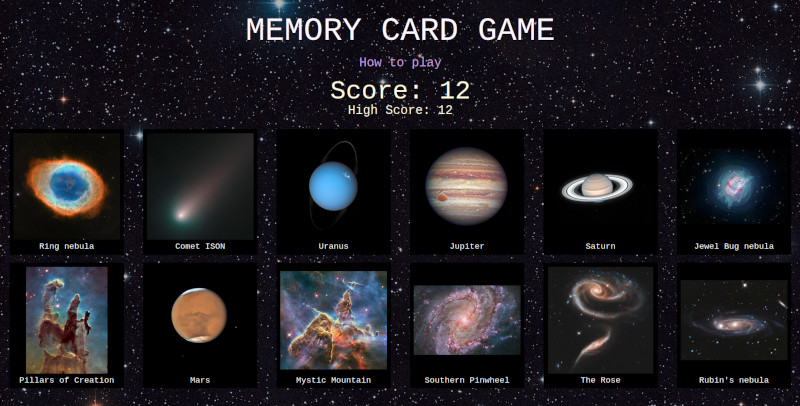 MEMORY CARD GAME
How to play
Score: 12
High Score: 12
Ring nebula
Comet ISON
Uranus
Jupiter
Saturn
Jewel Bug nebula
Pillars of Creation
Mars
Mystic Mountain
Southern Pinwheel
The Rose
Rubin's nebula